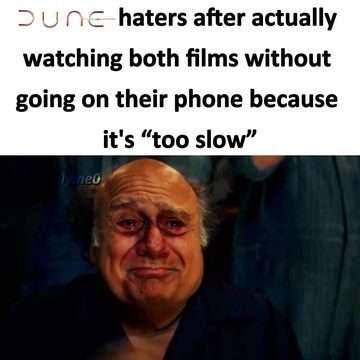 DUNE haters after actually
watching both films without
going on their phone because
it's “too slow”